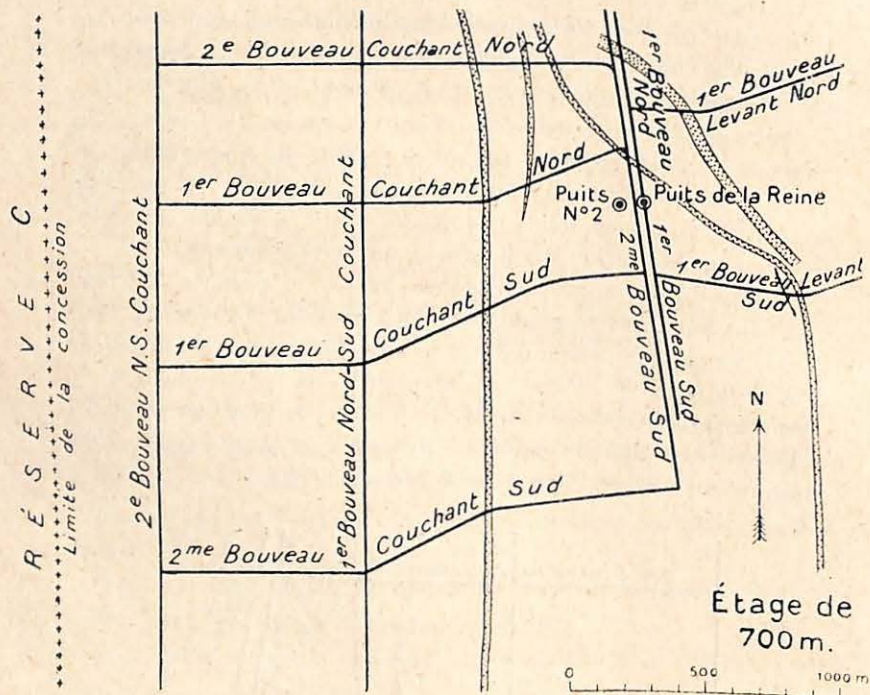 2e Bouveau Couchant Nord
1er Bouveau Nord
1er Bouveau
Levant Nord
1er Bouveau Couchant Nord
Puits
N°2
Puits de la Reine
RÉSERVE C
Limite de la concession
2e Bouveau N.S. Couchant
1er Bouveau Nord-Sud Couchant
1er Bouveau Couchant Sud
2me Bouveau Sud
1er Bouveau Sud
1er Bouveau Levant
Sud
2me Bouveau Couchant Sud
N
Étage de
700m.
0 500 1000 m